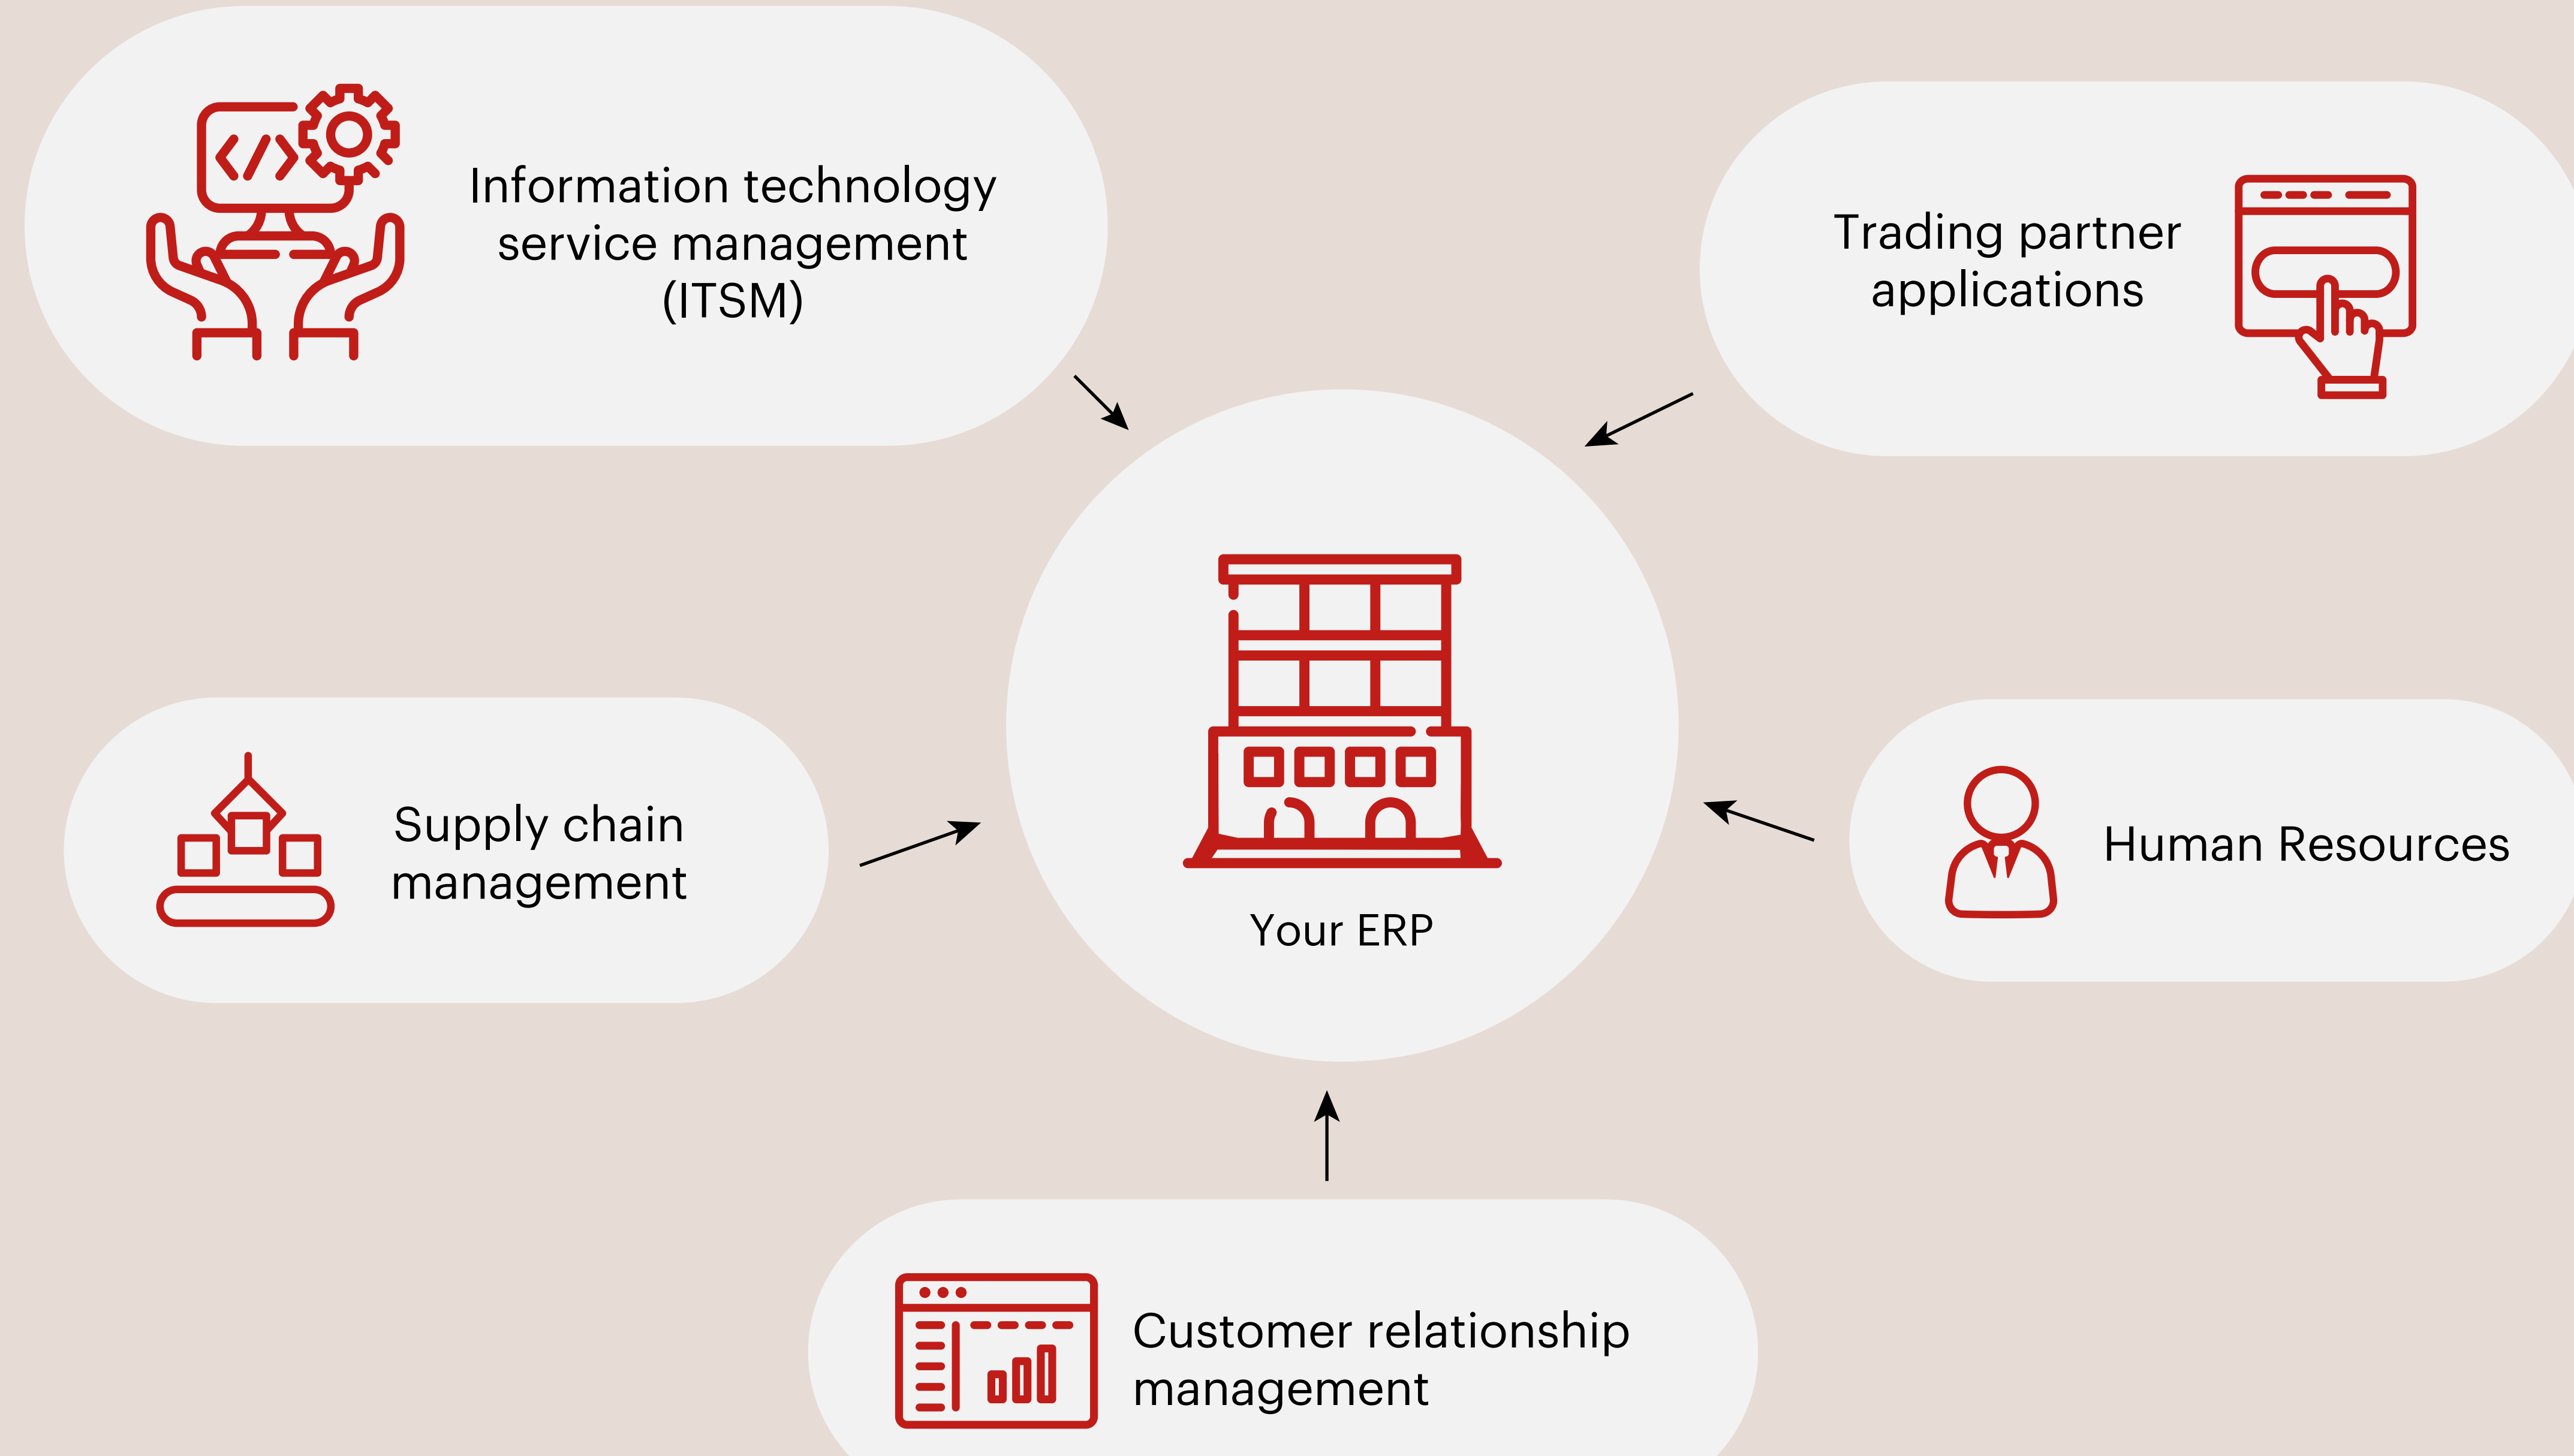 Information technology
service management
(ITSM)
Trading partner
applications
Supply chain
management
Your ERP
Human Resources
Customer relationship
management